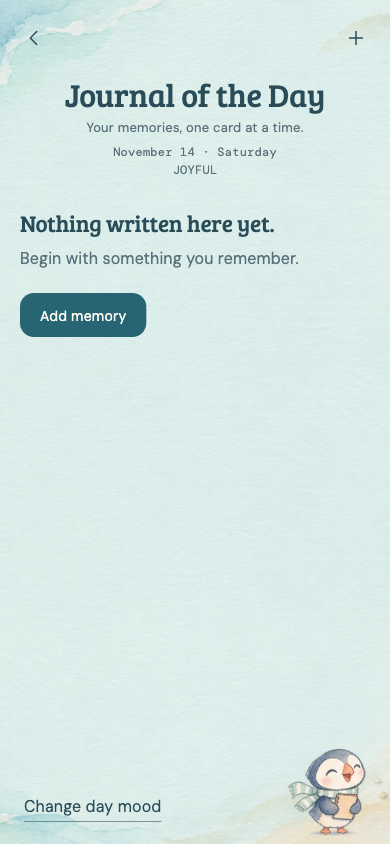 Journal of the Day
Your memories, one card at a time.
November 14 · Saturday
JOYFUL
Nothing written here yet.
Begin with something you remember.
Add memory
Change day mood